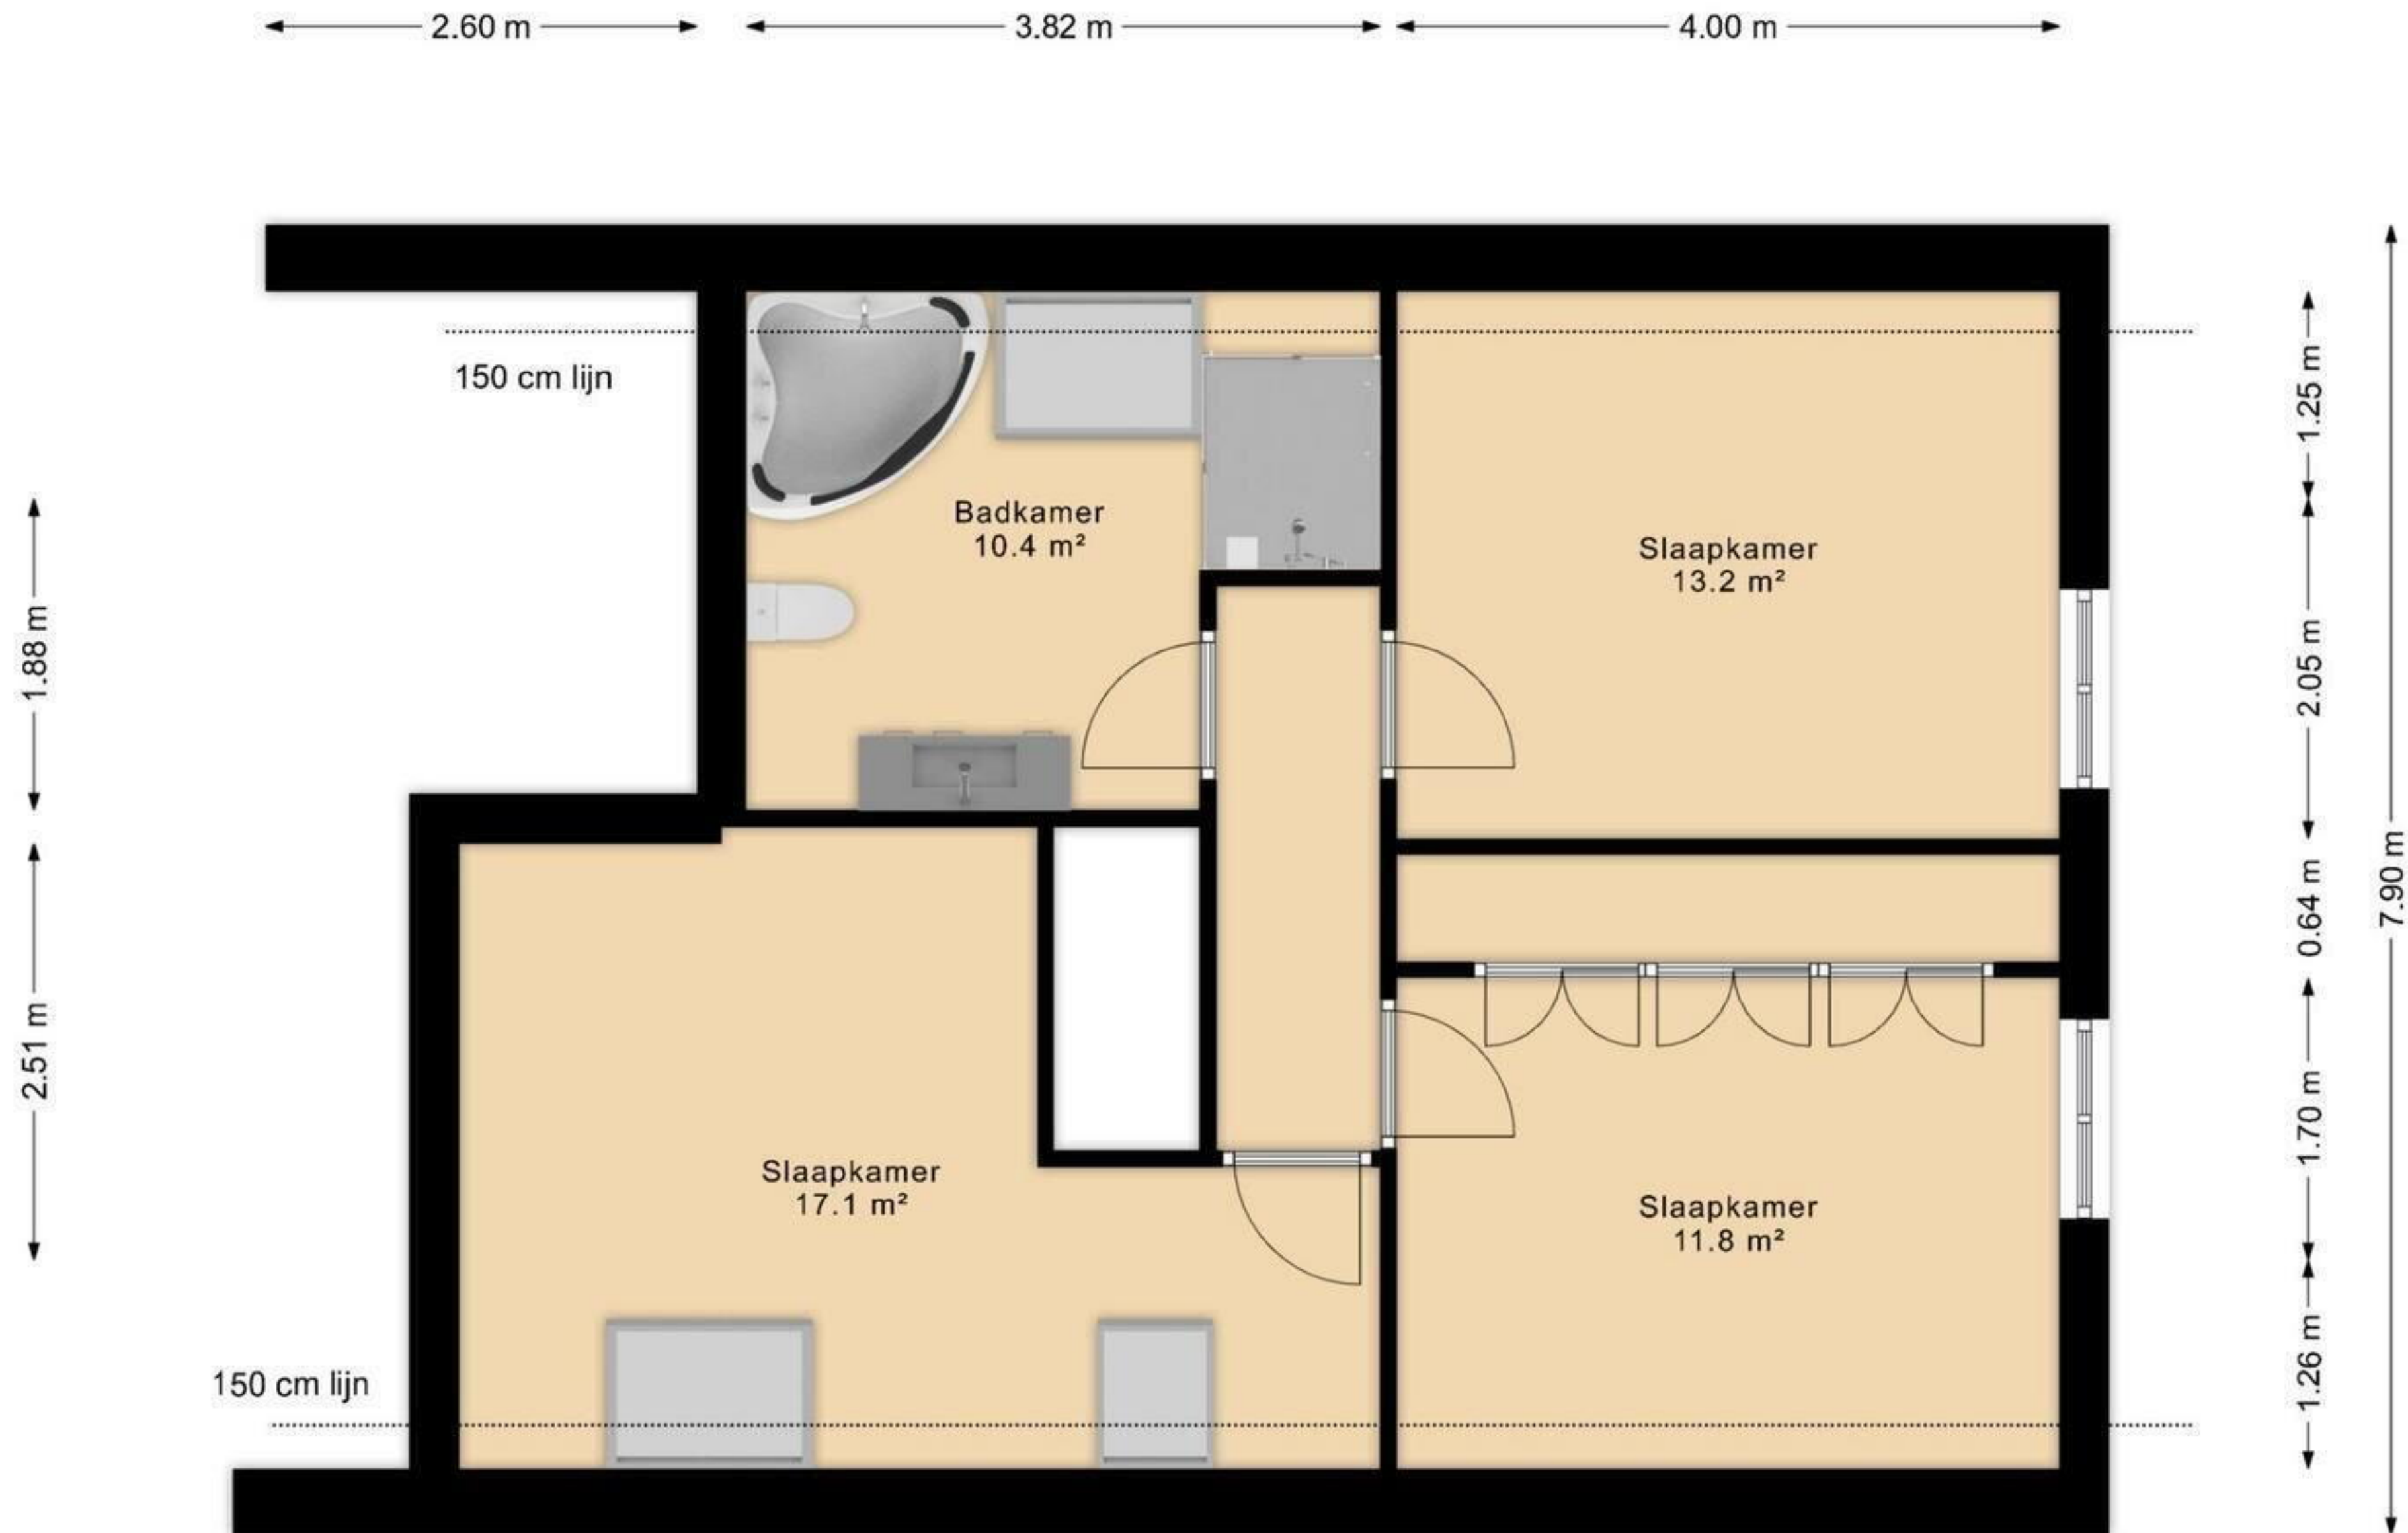 2.60 m
3.82 m
4.00 m
150 cm lijn
1.25 m
Badkamer
10.4 m²
Slaapkamer
13.2 m²
1.88 m
2.05 m
0.64 m
7.90 m
2.51 m
1.70 m
Slaapkamer
17.1 m²
Slaapkamer
11.8 m²
1.26 m
150 cm lijn